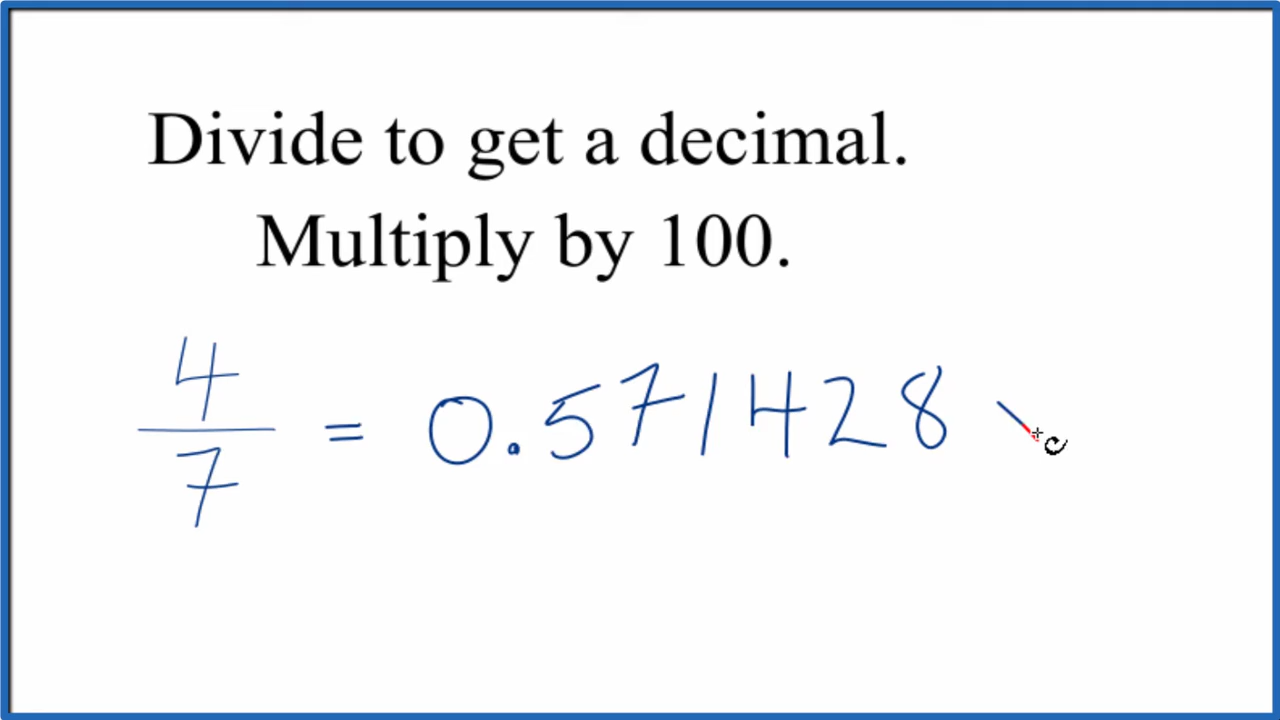 Divide to get a decimal.
Multiply by 100.
4
7
= 0.571428